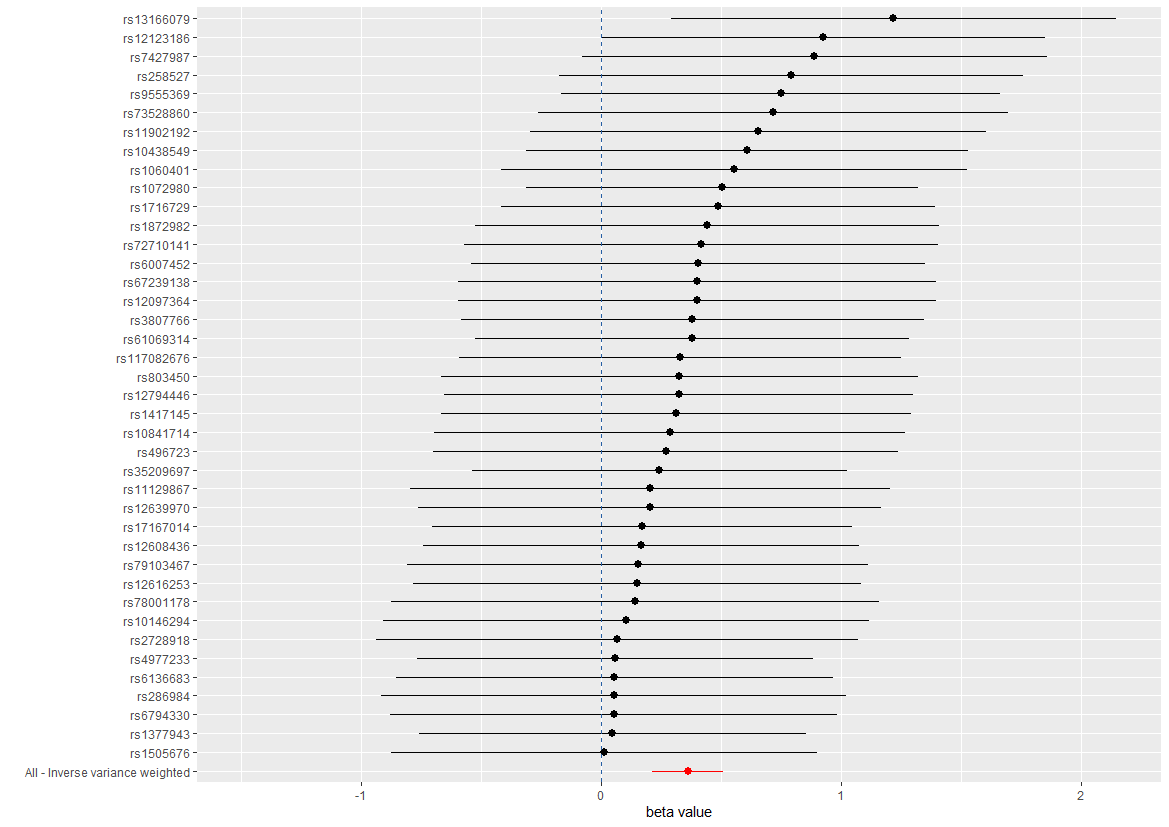 rs13166079
rs12123186
rs7427987
rs258527
rs9555369
rs73528860
rs11902192
rs10438549
rs1060401
rs1072980
rs1716729
rs1872982
rs72710141
rs6007452
rs67239138
rs12097364
rs3807766
rs61069314
rs117082676
rs803450
rs12794446
rs1417145
rs10841714
rs496723
rs35209697
rs11129867
rs12639970
rs17167014
rs12608436
rs79103467
rs12616253
rs78001178
rs10146294
rs2728918
rs4977233
rs6136683
rs286984
rs6794330
rs1377943
rs1505676
All - Inverse variance weighted
-1 0 1 2
beta value